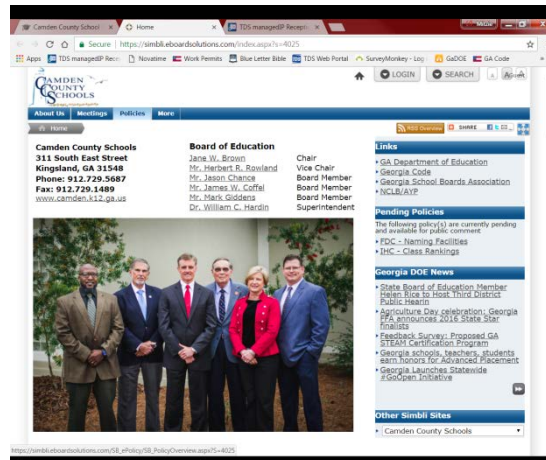 Camden County School
Home
TDS managedIP Recepti
Secure
https://simbli.eboardsolutions.com/index.aspx?s=4025
Apps
TDS managedIP Rece
Novatime
Work Permits
Blue Letter Bible
TDS Web Portal
SurveyMonkey - Log
GaDOE
GA Code
CAMDEN
COUNTY
SCHOOLS
LOGIN
SEARCH
About Us
Meetings
Policies
More
Home
RSS Overview
SHARE
Camden County Schools
311 South East Street
Kingsland, GA 31548
Phone: 912.729.5687
Fax: 912.729.1489
www.camden.k12.ga.us
Board of Education
Jane W. Brown Chair
Mr. Herbert R. Rowland Vice Chair
Mr. Jason Chance Board Member
Mr. James W. Coffel Board Member
Mr. Mark Giddens Board Member
Dr. William C. Hardin Superintendent
Links
GA Department of Education
Georgia Code
Georgia School Boards Association
NCLB/AYP
Pending Policies
The following policy(s) are currently pending
and available for public comment
FDC - Naming Facilities
IHC - Class Rankings
Georgia DOE News
State Board of Education Member
Helen Rice to Host Third District
Public Hearin
Agriculture Day celebration: Georgia
FFA announces 2016 State Star
finalists
Feedback Survey: Proposed GA
STEAM Certification Program
Georgia schools, teachers, students
earn honors for Advanced Placement
Georgia Launches Statewide
#GoOpen Initiative
Other Simbli Sites
Camden County Schools
https://simbli.eboardsolutions.com/SB_ePolicy/SB_PolicyOverview.aspx?S=4025